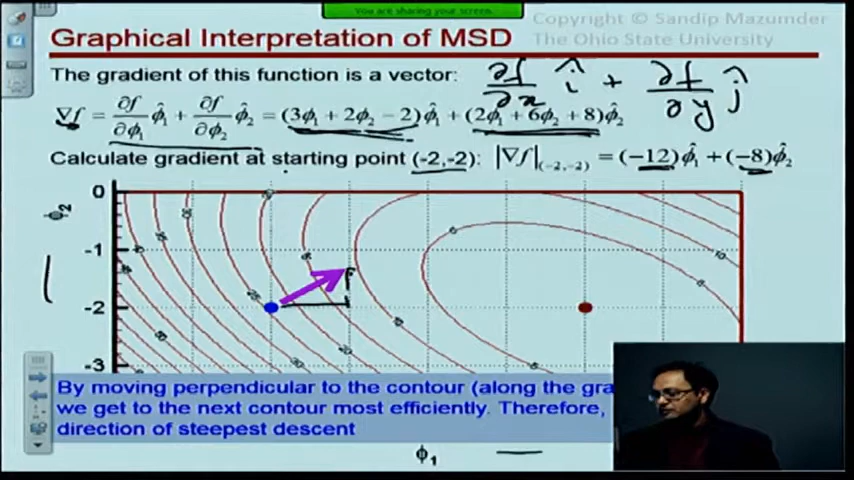 You are sharing your screen.
Copyright © Sandip Mazumder
Graphical Interpretation of MSD
The Ohio State University
The gradient of this function is a vector: ∂f/∂x î + ∂f/∂y ĵ
∇f = ∂f/∂ϕ₁ ϕ̂₁ + ∂f/∂ϕ₂ ϕ̂₂ = (3ϕ₁ + 2ϕ₂ − 2)ϕ̂₁ + (2ϕ₁ + 6ϕ₂ + 8)ϕ̂₂
Calculate gradient at starting point (-2,-2): |∇f|(−2,−2) = (−12)ϕ̂₁ + (−8)ϕ̂₂
0
ϕ₂
-1
-2
-3
By moving perpendicular to the contour (along the gra
we get to the next contour most efficiently. Therefore,
direction of steepest descent
ϕ₁